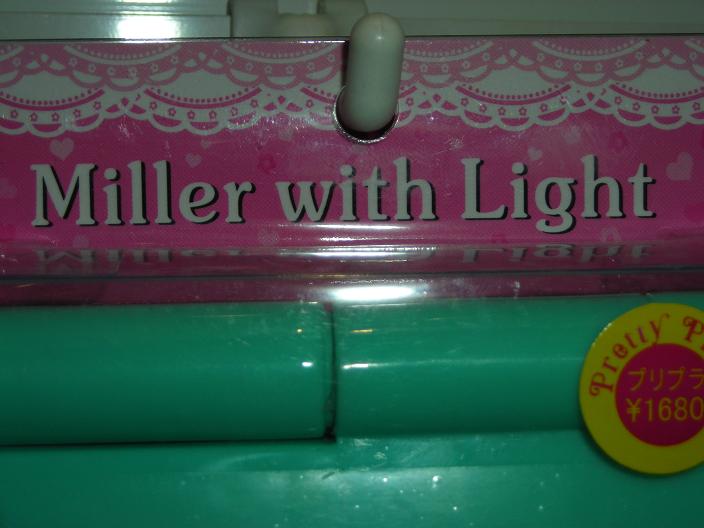 Miller with Light
Pretty
プリプラ
¥1680